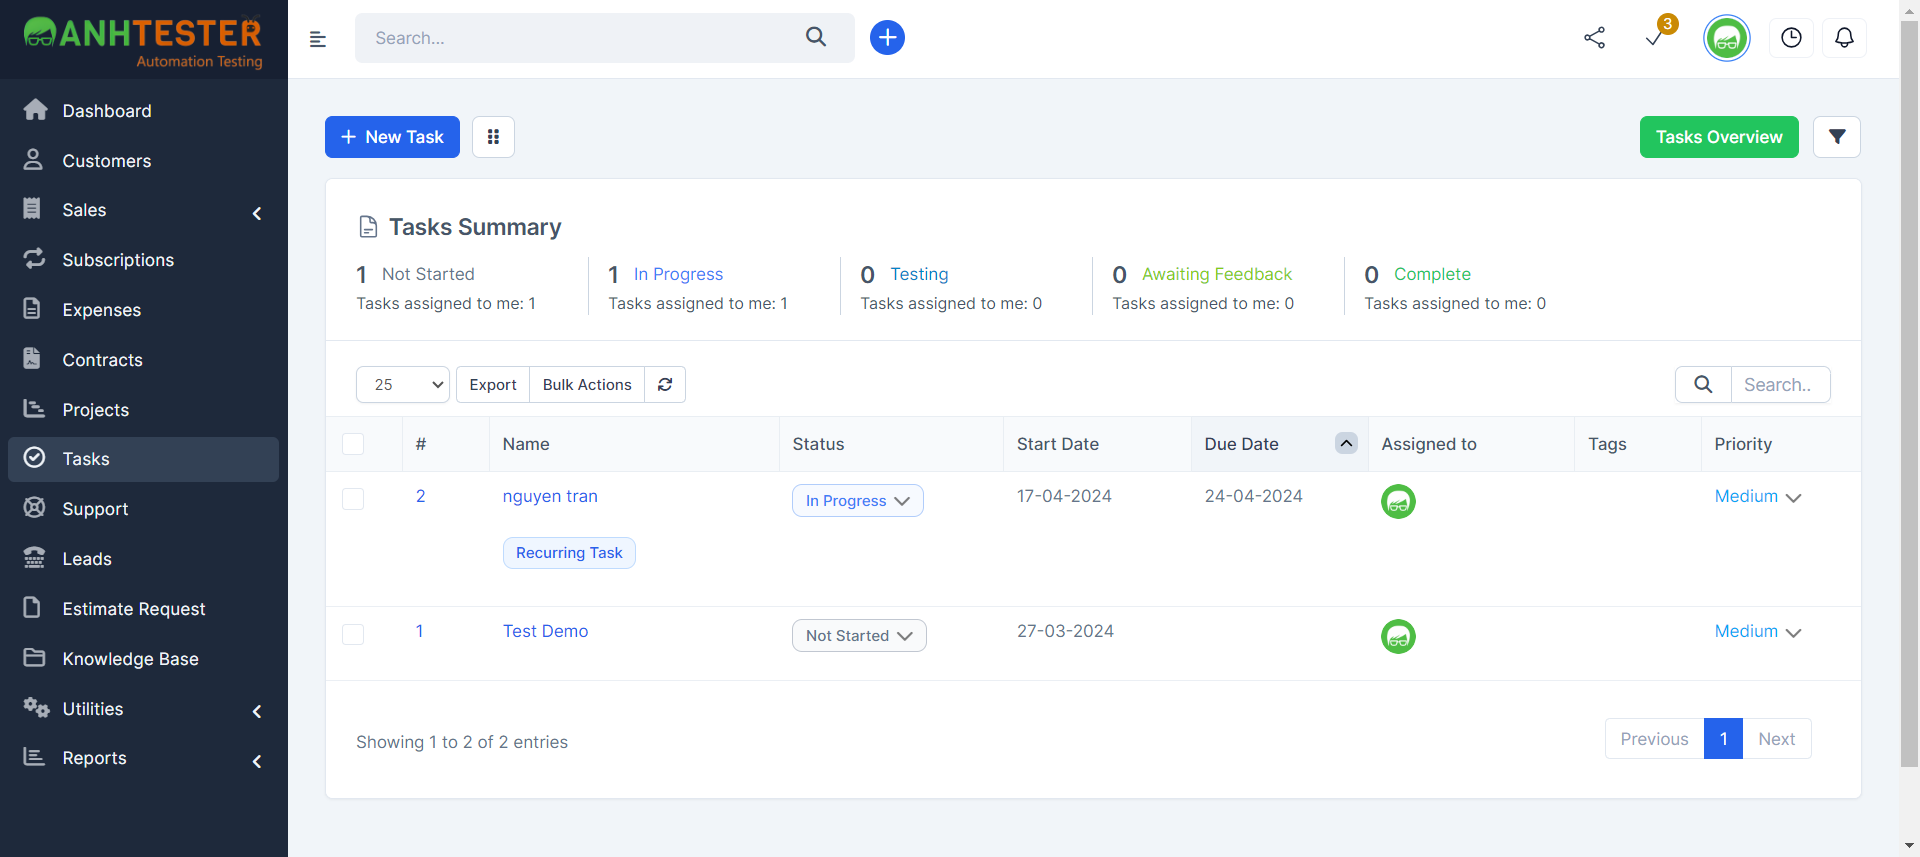 ANHTESTER
Automation Testing
Search...
3
Dashboard
Customers
Sales
Subscriptions
Expenses
Contracts
Projects
Tasks
Support
Leads
Estimate Request
Knowledge Base
Utilities
Reports
New Task
Tasks Overview
Tasks Summary
1 Not Started
Tasks assigned to me: 1
1 In Progress
Tasks assigned to me: 1
0 Testing
Tasks assigned to me: 0
0 Awaiting Feedback
Tasks assigned to me: 0
0 Complete
Tasks assigned to me: 0
25 Export Bulk Actions Search..
# Name Status Start Date Due Date Assigned to Tags Priority
2 nguyen tran In Progress 17-04-2024 24-04-2024 Medium
Recurring Task
1 Test Demo Not Started 27-03-2024 Medium
Showing 1 to 2 of 2 entries
Previous 1 Next